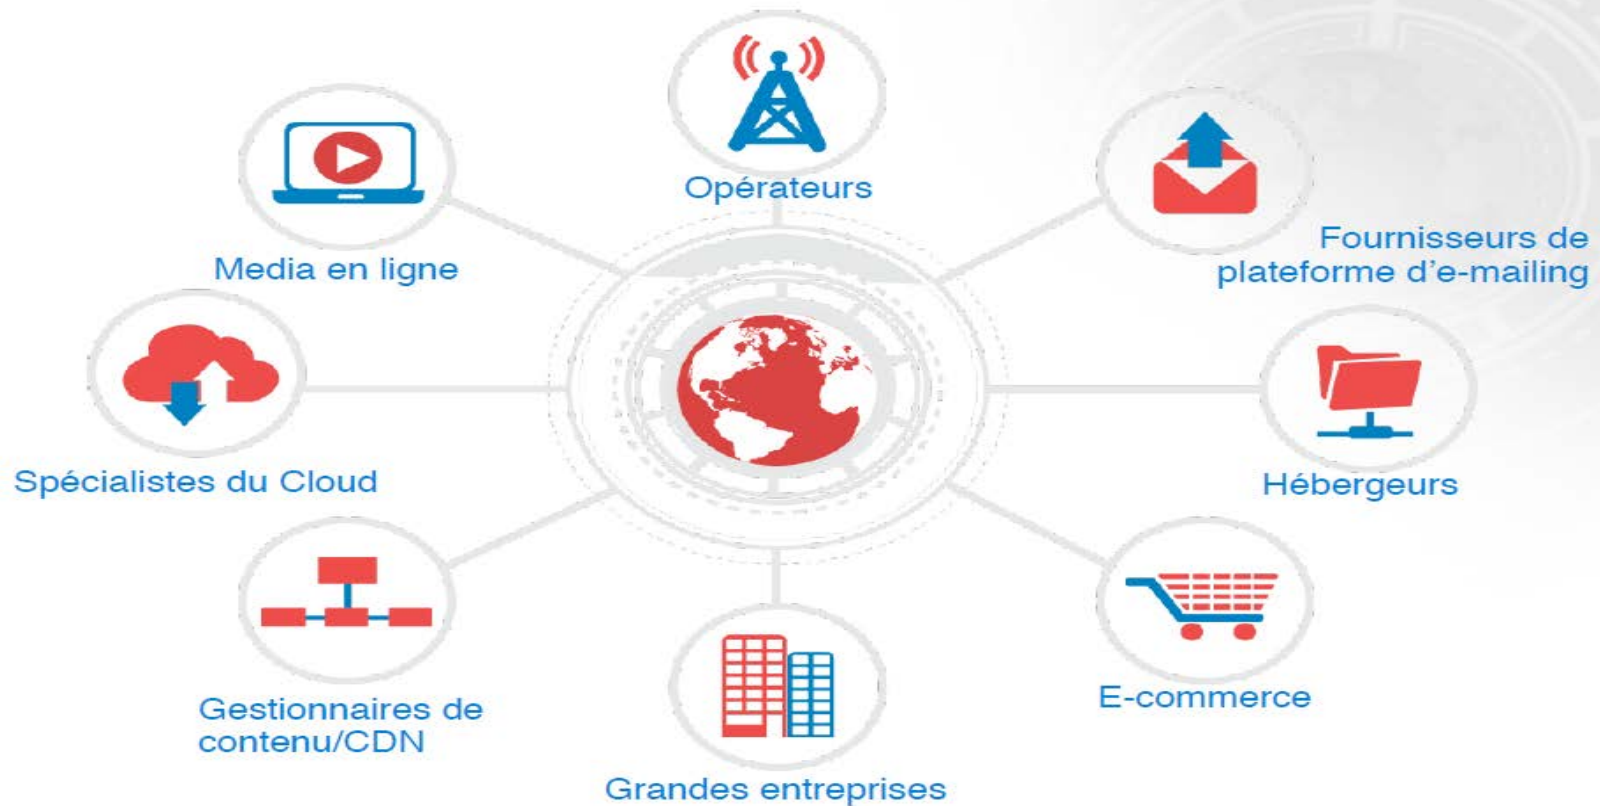 Opérateurs
Fournisseurs de
plateforme d'e-mailing
Media en ligne
Spécialistes du Cloud
Hébergeurs
Gestionnaires de
contenu/CDN
E-commerce
Grandes entreprises